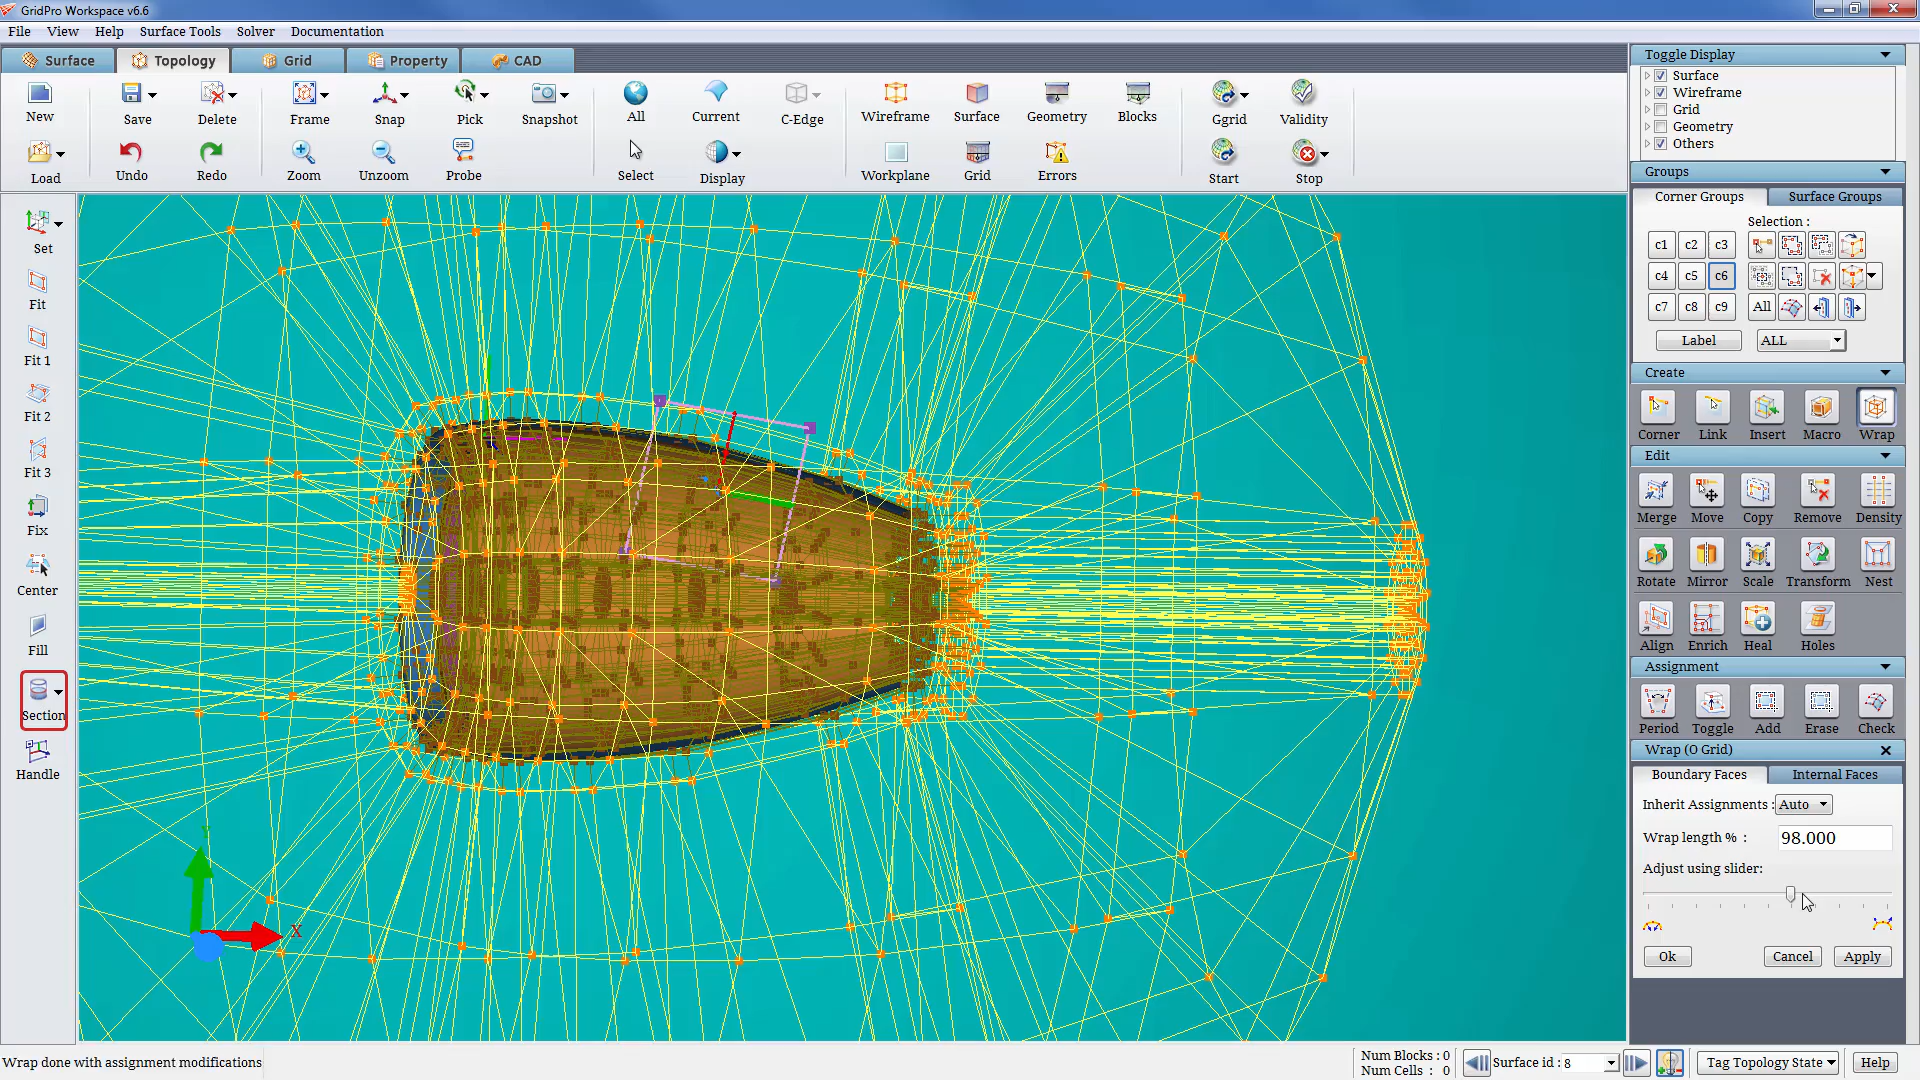 GridPro Workspace v6.6
File View Help Surface Tools Solver Documentation
Surface Topology Grid Property CAD
New Save Delete Frame Snap Pick Snapshot All Current C-Edge Wireframe Surface Geometry Blocks Ggrid Validity
Load Undo Redo Zoom Unzoom Probe Select Display Workplane Grid Errors Start Stop
Set
Fit
Fit 1
Fit 2
Fit 3
Fix
Center
Fill
Section
Handle
Y
X
Toggle Display
Surface
Wireframe
Grid
Geometry
Others
Groups
Corner Groups Surface Groups
Selection :
c1 c2 c3
c4 c5 c6
c7 c8 c9 All
Label ALL
Create
Corner Link Insert Macro Wrap
Edit
Merge Move Copy Remove Density
Rotate Mirror Scale Transform Nest
Align Enrich Heal Holes
Assignment
Period Toggle Add Erase Check
Wrap (O Grid)
Boundary Faces Internal Faces
Inherit Assignments : Auto
Wrap length % : 98.000
Adjust using slider:
Ok Cancel Apply
Wrap done with assignment modifications
Num Blocks : 0
Num Cells : 0
Surface id : 8
Tag Topology State
Help